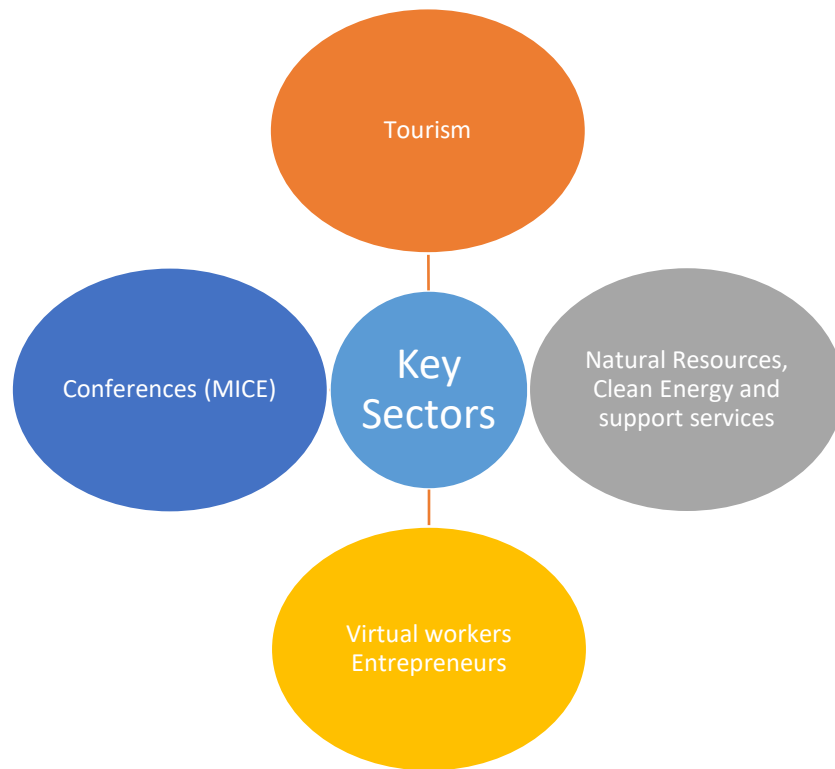 Tourism
Conferences (MICE)
Key
Sectors
Natural Resources,
Clean Energy and
support services
Virtual workers
Entrepreneurs